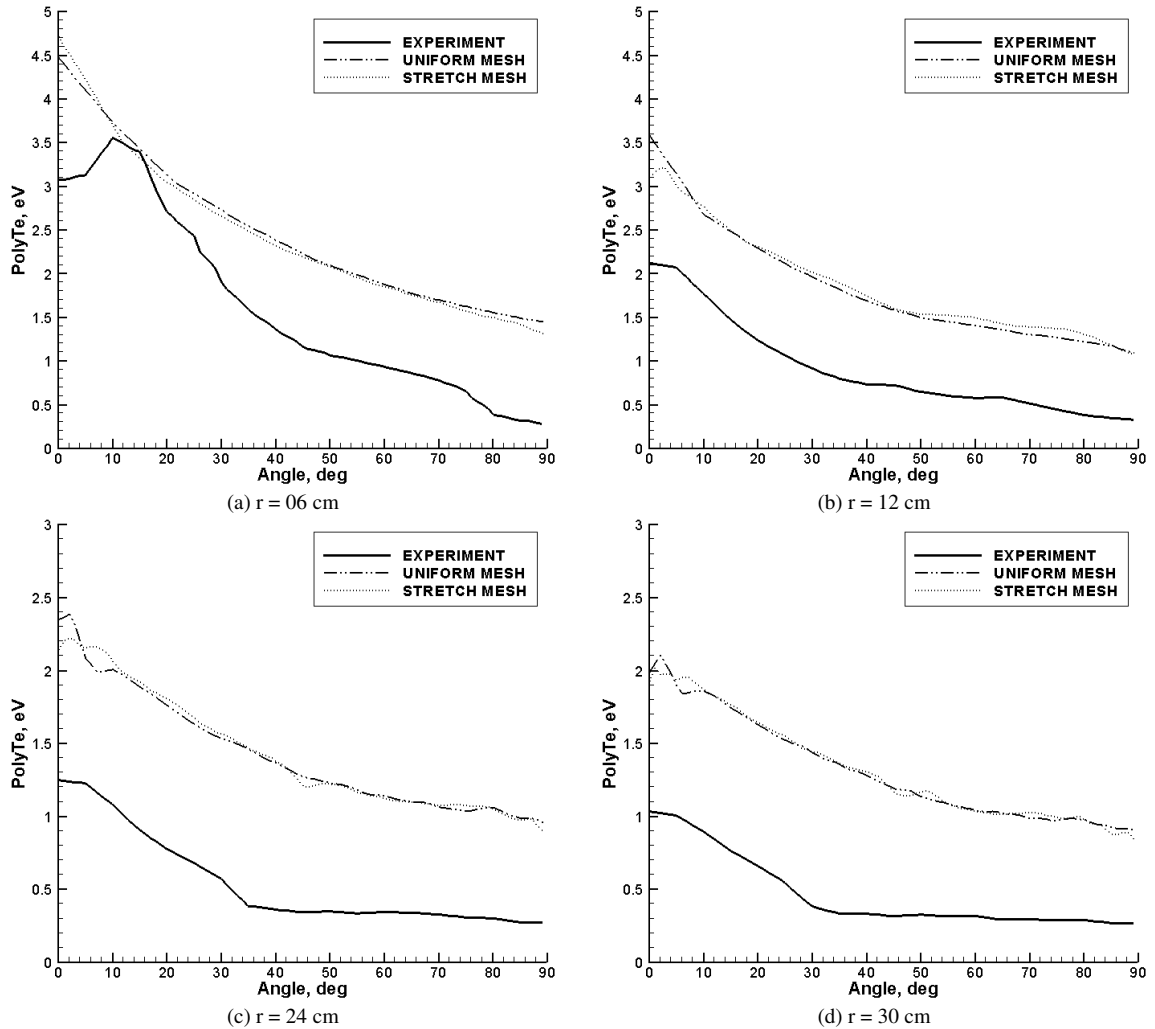 5
4.5
4
3.5
3
2.5
2
1.5
1
0.5
0
PolyTe, eV
EXPERIMENT
UNIFORM MESH
STRETCH MESH
0 10 20 30 40 50 60 70 80 90
Angle, deg
(a) r = 06 cm
5
4.5
4
3.5
3
2.5
2
1.5
1
0.5
0
PolyTe, eV
EXPERIMENT
UNIFORM MESH
STRETCH MESH
0 10 20 30 40 50 60 70 80 90
Angle, deg
(b) r = 12 cm
3
2.5
2
1.5
1
0.5
0
PolyTe, eV
EXPERIMENT
UNIFORM MESH
STRETCH MESH
0 10 20 30 40 50 60 70 80 90
Angle, deg
(c) r = 24 cm
3
2.5
2
1.5
1
0.5
0
PolyTe, eV
EXPERIMENT
UNIFORM MESH
STRETCH MESH
0 10 20 30 40 50 60 70 80 90
Angle, deg
(d) r = 30 cm